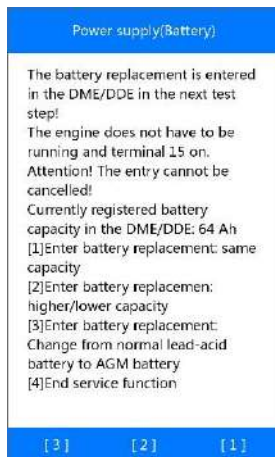 Power supply(Battery)
The battery replacement is entered
in the DME/DDE in the next test
step!
The engine does not have to be
running and terminal 15 on.
Attention! The entry cannot be
cancelled!
Currently registered battery
capacity in the DME/DDE: 64 Ah
[1]Enter battery replacement: same
capacity
[2]Enter battery replacemen:
higher/lower capacity
[3]Enter battery replacement:
Change from normal lead-acid
battery to AGM battery
[4]End service function
[3] [2] [1]